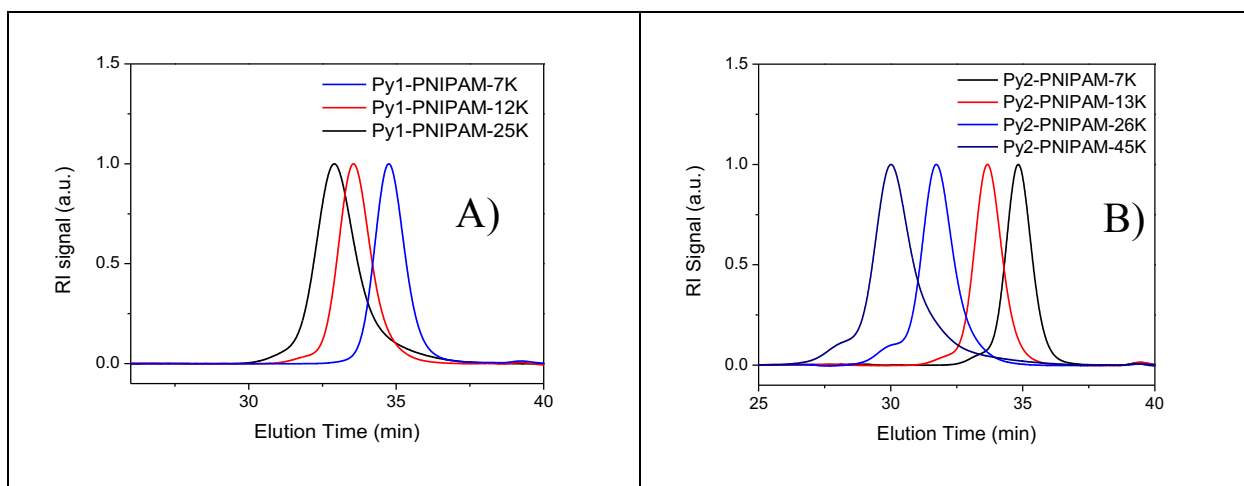 1.5
1.0
0.5
0.0
RI signal (a.u.)
Py1-PNIPAM-7K
Py1-PNIPAM-12K
Py1-PNIPAM-25K
A)
30
35
40
Elution Time (min)
1.5
1.0
0.5
0.0
RI Signal (a.u.)
Py2-PNIPAM-7K
Py2-PNIPAM-13K
Py2-PNIPAM-26K
Py2-PNIPAM-45K
B)
25
30
35
40
Elution Time (min)